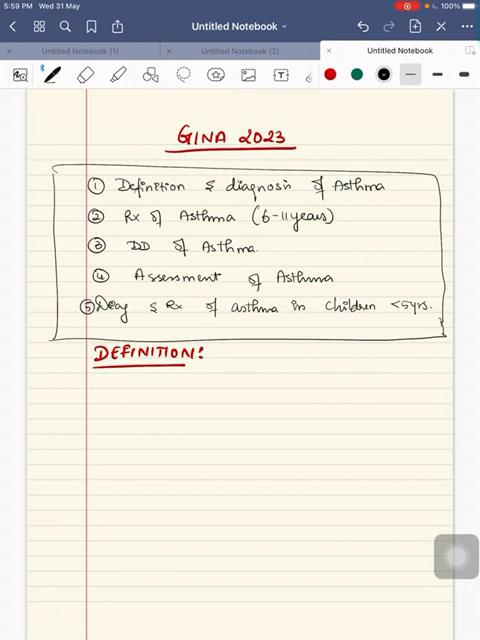 5:59 PM Wed 31 May 100%
Untitled Notebook
Untitled Notebook (1) Untitled Notebook (2) Untitled Notebook
GINA 2023
① Definition & diagnosis of Asthma
② Rx of Asthma (6-11 years)
③ DD of Asthma.
④ Assessment of Asthma
⑤ Diag & Rx of asthma in children <5yrs.
DEFINITION: